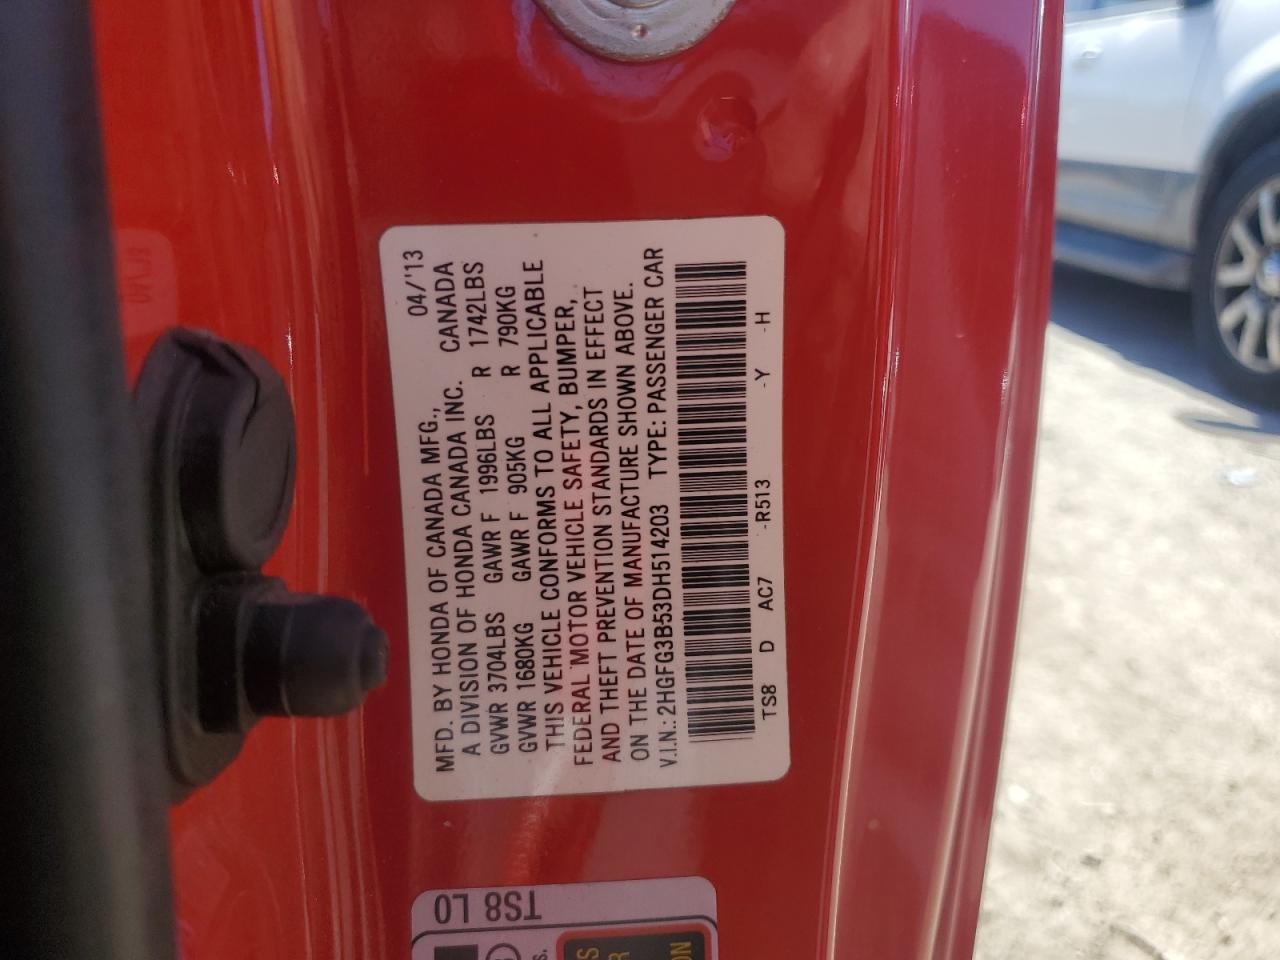 MFD. BY HONDA OF CANADA MFG., 04/'13
A DIVISION OF HONDA CANADA INC. CANADA
GVWR 3704LBS GAWR F 1996LBS R 1742LBS
GVWR 1680KG GAWR F 905KG R 790KG
THIS VEHICLE CONFORMS TO ALL APPLICABLE
FEDERAL MOTOR VEHICLE SAFETY, BUMPER,
AND THEFT PREVENTION STANDARDS IN EFFECT
ON THE DATE OF MANUFACTURE SHOWN ABOVE.
V.I.N.: 2HGFG3B53DH514203 TYPE: PASSENGER CAR
TS8 D AC7 -R513 -Y -H
TS8 L0